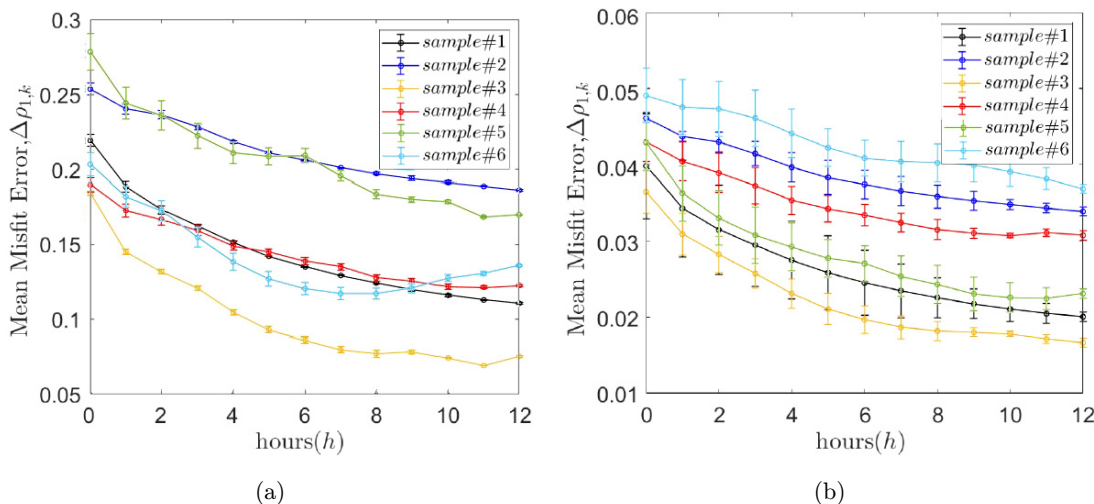 0.3
0.25
0.2
0.15
0.1
0.05
Mean Misfit Error,Δρ₁,ₖ
sample#1
sample#2
sample#3
sample#4
sample#5
sample#6
0 2 4 6 8 10 12
hours(h)
(a)
0.06
0.05
0.04
0.03
0.02
0.01
Mean Misfit Error,Δρ₁,ₖ
sample#1
sample#2
sample#3
sample#4
sample#5
sample#6
0 2 4 6 8 10 12
hours(h)
(b)